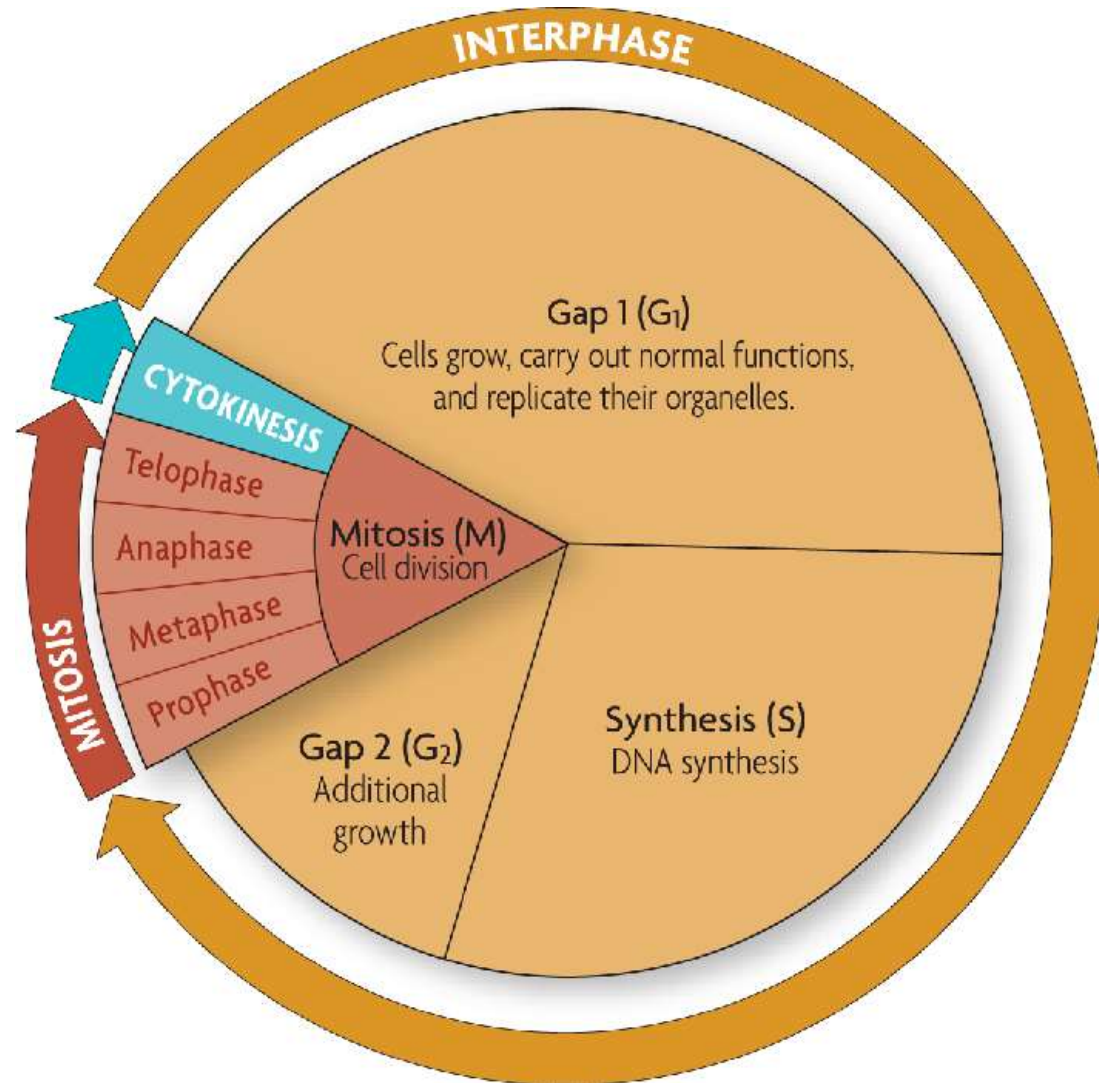 INTERPHASE
Gap 1 (G₁)
Cells grow, carry out normal functions,
and replicate their organelles.
CYTOKINESIS
Telophase
Anaphase
Metaphase
Prophase
Mitosis (M)
Cell division
MITOSIS
Gap 2 (G₂)
Additional
growth
Synthesis (S)
DNA synthesis